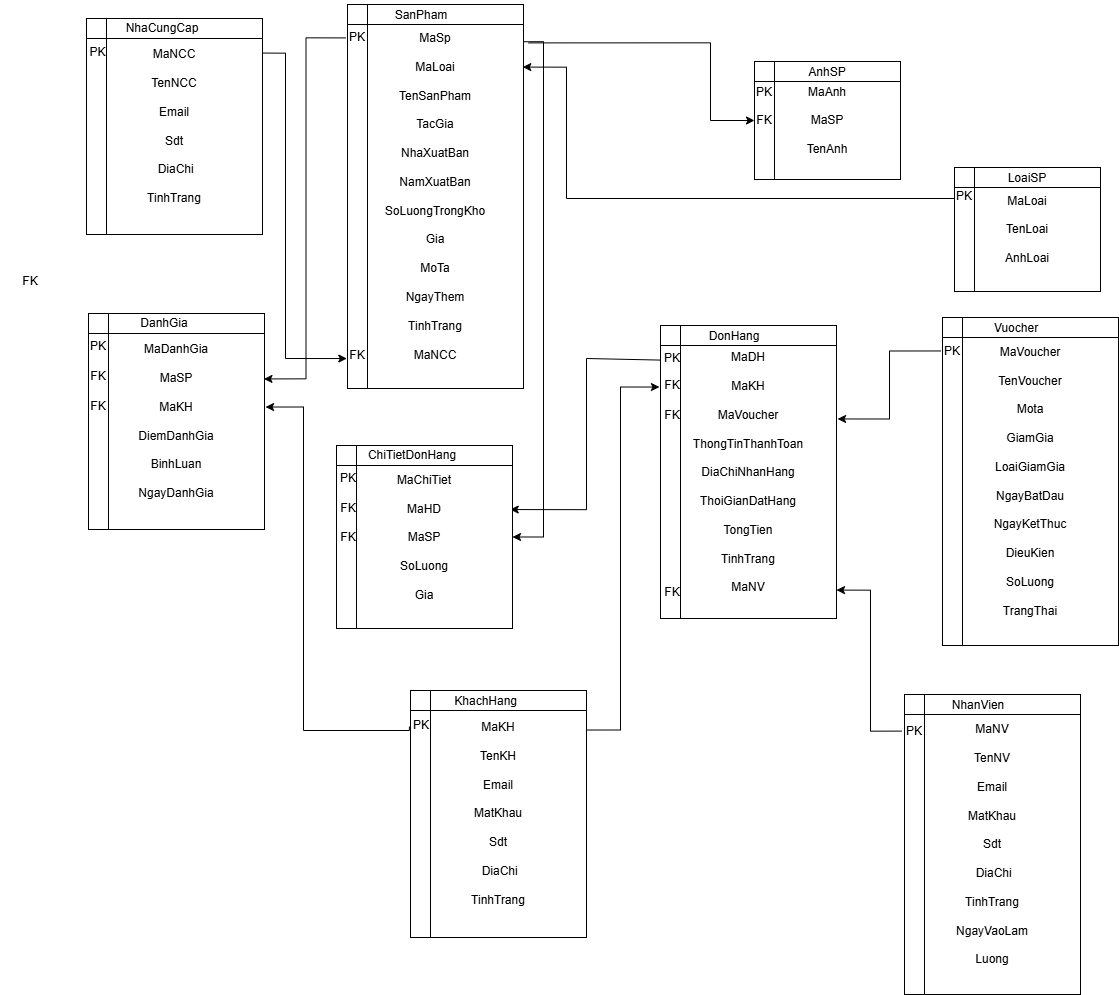 NhaCungCap
PK
MaNCC
TenNCC
Email
Sdt
DiaChi
TinhTrang
SanPham
PK
MaSp
MaLoai
TenSanPham
TacGia
NhaXuatBan
NamXuatBan
SoLuongTrongKho
Gia
MoTa
NgayThem
TinhTrang
FK
MaNCC
AnhSP
PK
MaAnh
FK
MaSP
TenAnh
LoaiSP
PK
MaLoai
TenLoai
AnhLoai
FK
DanhGia
PK
MaDanhGia
FK
MaSP
FK
MaKH
DiemDanhGia
BinhLuan
NgayDanhGia
ChiTietDonHang
PK
MaChiTiet
FK
MaHD
FK
MaSP
SoLuong
Gia
DonHang
PK
MaDH
FK
MaKH
FK
MaVoucher
ThongTinThanhToan
DiaChiNhanHang
ThoiGianDatHang
TongTien
TinhTrang
FK
MaNV
Vuocher
PK
MaVoucher
TenVoucher
Mota
GiamGia
LoaiGiamGia
NgayBatDau
NgayKetThuc
DieuKien
SoLuong
TrangThai
KhachHang
PK
MaKH
TenKH
Email
MatKhau
Sdt
DiaChi
TinhTrang
NhanVien
PK
MaNV
TenNV
Email
MatKhau
Sdt
DiaChi
TinhTrang
NgayVaoLam
Luong